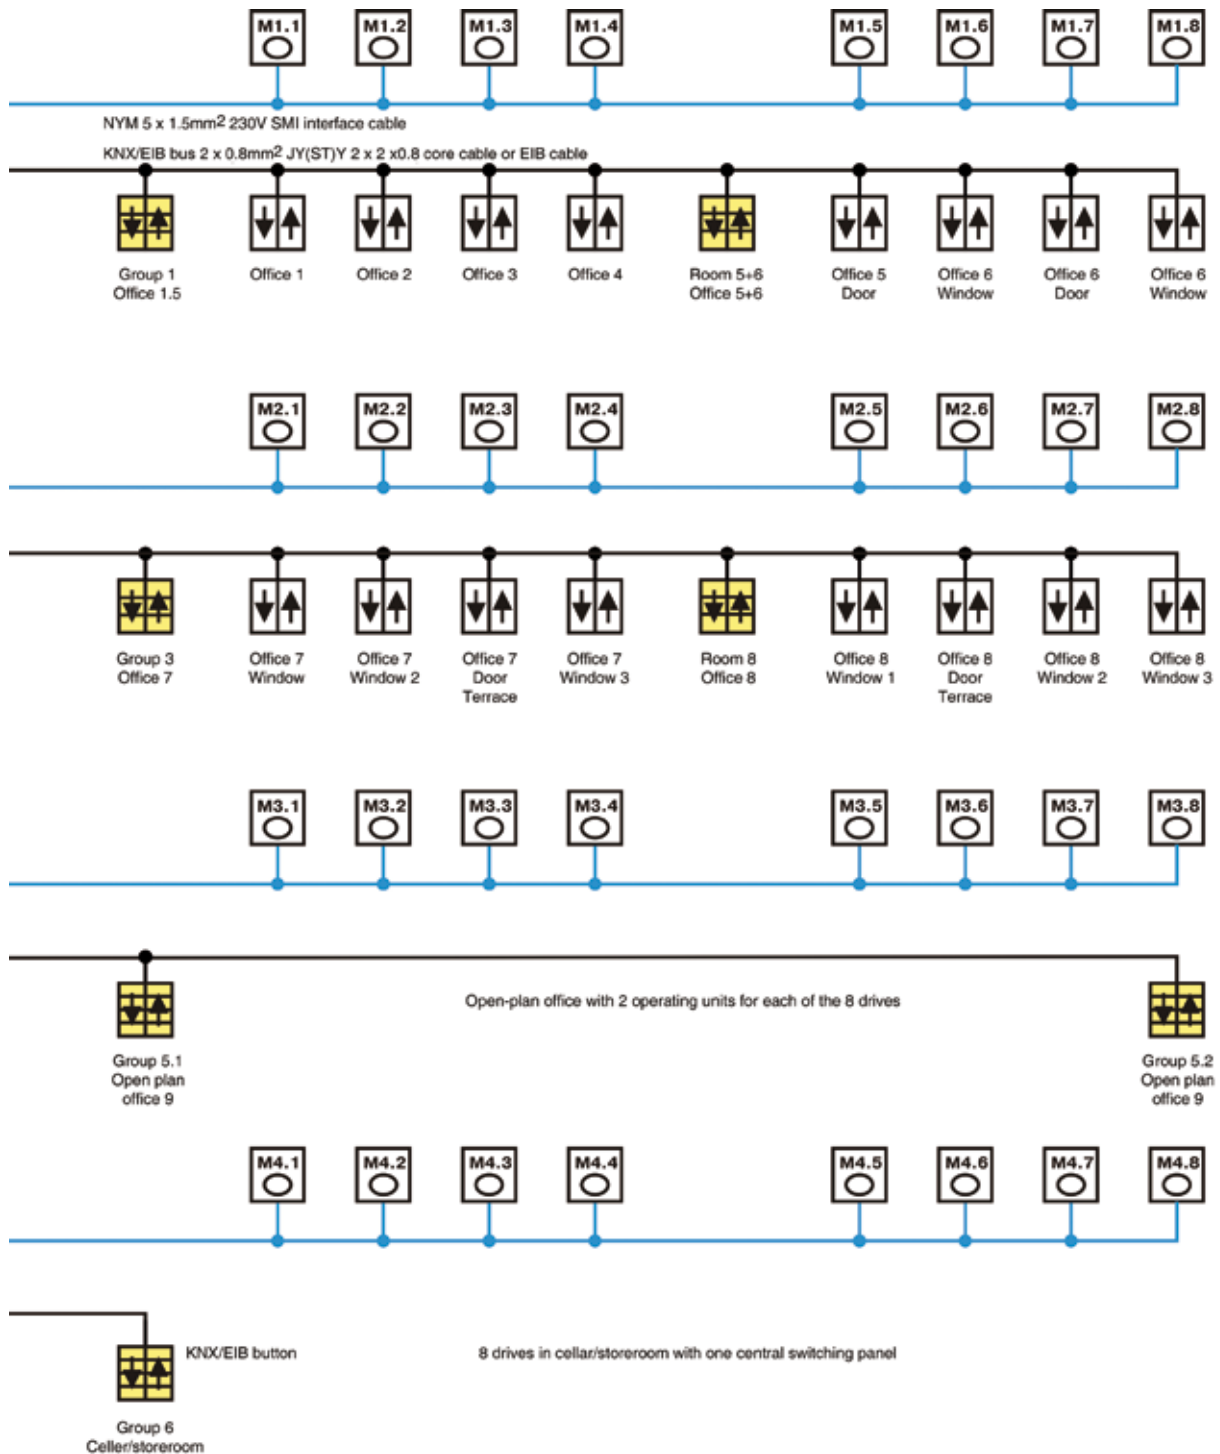 M1.1 M1.2 M1.3 M1.4 M1.5 M1.6 M1.7 M1.8
NYM 5 x 1.5mm2 230V SMI interface cable
KNX/EIB bus 2 x 0.8mm2 JY(ST)Y 2 x 2 x0.8 core cable or EIB cable
Group 1 Office 1 Office 2 Office 3 Office 4 Room 5+6 Office 5 Office 6 Office 6 Office 6
Office 1.5 Office 5+6 Door Window Door Window
M2.1 M2.2 M2.3 M2.4 M2.5 M2.6 M2.7 M2.8
Group 3 Office 7 Office 7 Office 7 Office 7 Room 8 Office 8 Office 8 Office 8 Office 8
Office 7 Window Window 2 Door Window 3 Office 8 Window 1 Door Window 2 Window 3
Terrace Terrace
M3.1 M3.2 M3.3 M3.4 M3.5 M3.6 M3.7 M3.8
Open-plan office with 2 operating units for each of the 8 drives
Group 5.1 Group 5.2
Open plan Open plan
office 9 office 9
M4.1 M4.2 M4.3 M4.4 M4.5 M4.6 M4.7 M4.8
KNX/EIB button 8 drives in cellar/storeroom with one central switching panel
Group 6
Celler/storeroom